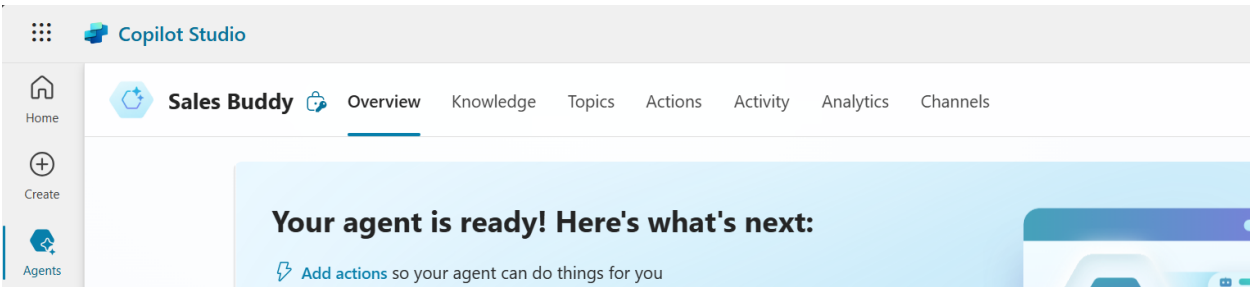 Copilot Studio
Home
Sales Buddy Overview Knowledge Topics Actions Activity Analytics Channels
Create
Your agent is ready! Here's what's next:
Agents
Add actions so your agent can do things for you